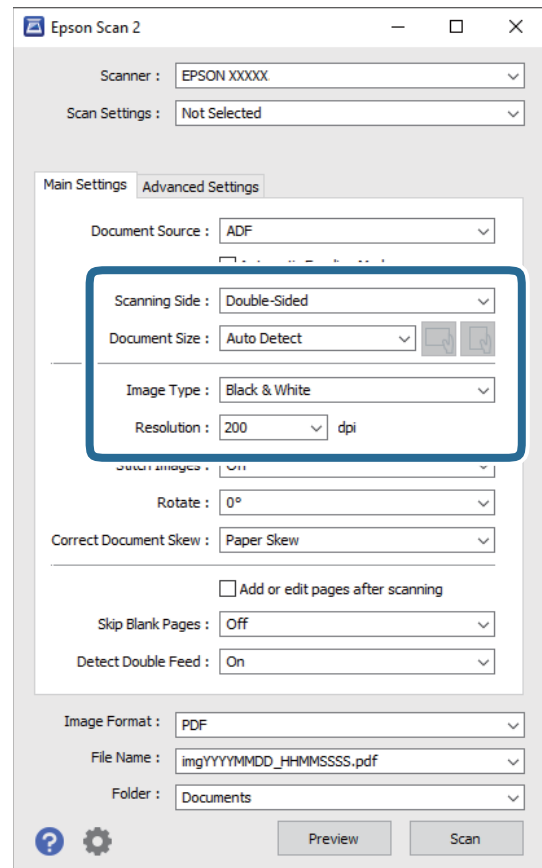 Epson Scan 2
Scanner : EPSON XXXXX
Scan Settings : Not Selected
Main Settings Advanced Settings
Document Source : ADF
Scanning Side : Double-Sided
Document Size : Auto Detect
Image Type : Black & White
Resolution : 200 dpi
Stitch Images : Off
Rotate : 0°
Correct Document Skew : Paper Skew
Add or edit pages after scanning
Skip Blank Pages : Off
Detect Double Feed : On
Image Format : PDF
File Name : imgYYYYMMDD_HHMMSSSS.pdf
Folder : Documents
? Preview Scan